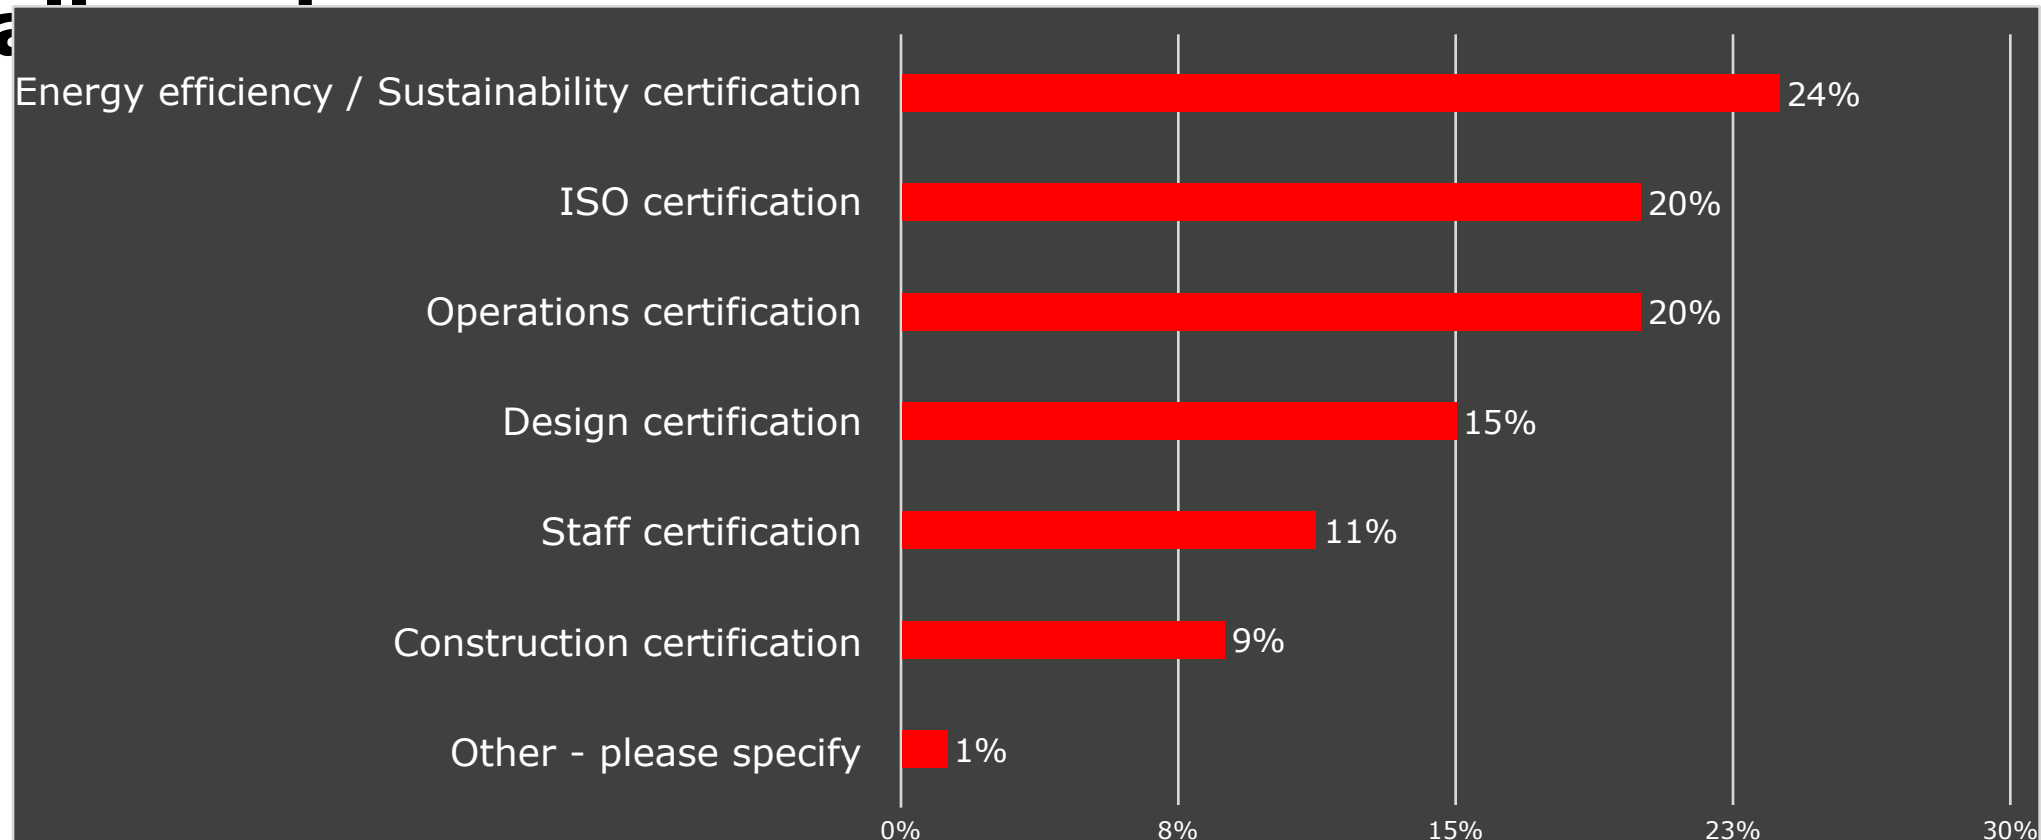 Energy efficiency / Sustainability certification 24%
ISO certification 20%
Operations certification 20%
Design certification 15%
Staff certification 11%
Construction certification 9%
Other - please specify 1%
0% 8% 15% 23% 30%